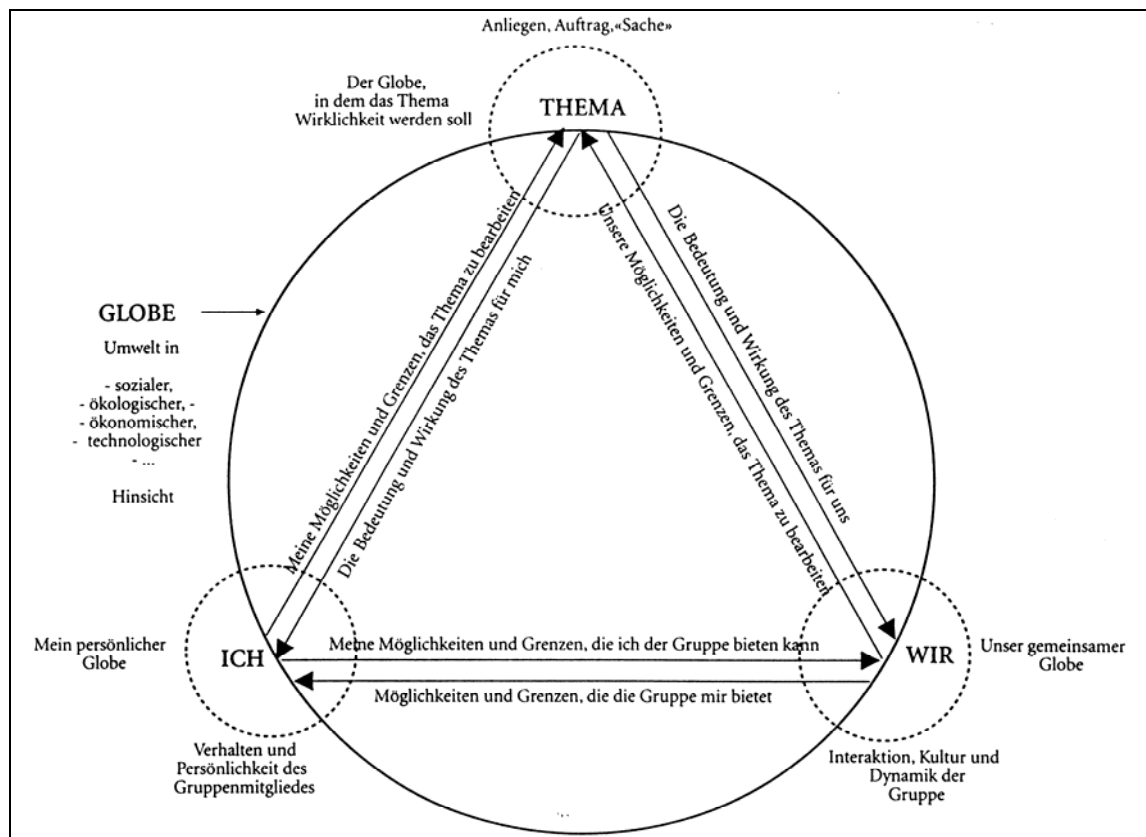 Anliegen, Auftrag,«Sache»
Der Globe,
in dem das Thema
Wirklichkeit werden soll
THEMA
Meine Möglichkeiten und Grenzen, das Thema zu bearbeiten
Die Bedeutung und Wirkung des Themas für mich
Unsere Möglichkeiten und Grenzen, das Thema zu bearbeiten
Die Bedeutung und Wirkung des Themas für uns
GLOBE
Umwelt in
- sozialer,
- ökologischer, -
- ökonomischer,
- technologischer
- ...
Hinsicht
Mein persönlicher
Globe
ICH
Meine Möglichkeiten und Grenzen, die ich der Gruppe bieten kann
Möglichkeiten und Grenzen, die die Gruppe mir bietet
WIR
Unser gemeinsamer
Globe
Verhalten und
Persönlichkeit des
Gruppenmitgliedes
Interaktion, Kultur und
Dynamik der
Gruppe